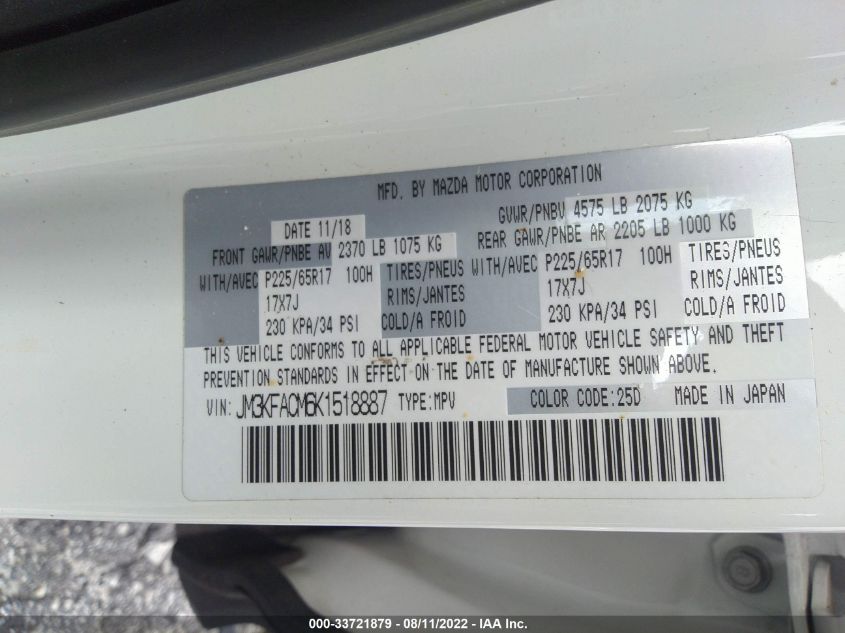 MFD. BY MAZDA MOTOR CORPORATION
DATE 11/18 GVWR/PNBV 4575 LB 2075 KG
FRONT GAWR/PNBE AV 2370 LB 1075 KG REAR GAWR/PNBE AR 2205 LB 1000 KG
WITH/AVEC P225/65R17 100H TIRES/PNEUS WITH/AVEC P225/65R17 100H TIRES/PNEUS
17X7J RIMS/JANTES 17X7J RIMS/JANTES
230 KPA/34 PSI COLD/A FROID 230 KPA/34 PSI COLD/A FROID
THIS VEHICLE CONFORMS TO ALL APPLICABLE FEDERAL MOTOR VEHICLE SAFETY AND THEFT
PREVENTION STANDARDS IN EFFECT ON THE DATE OF MANUFACTURE SHOWN ABOVE.
VIN: JM3KFACM6K1518887 TYPE:MPV COLOR CODE:25D MADE IN JAPAN
000-33721879 - 08/11/2022 - IAA Inc.